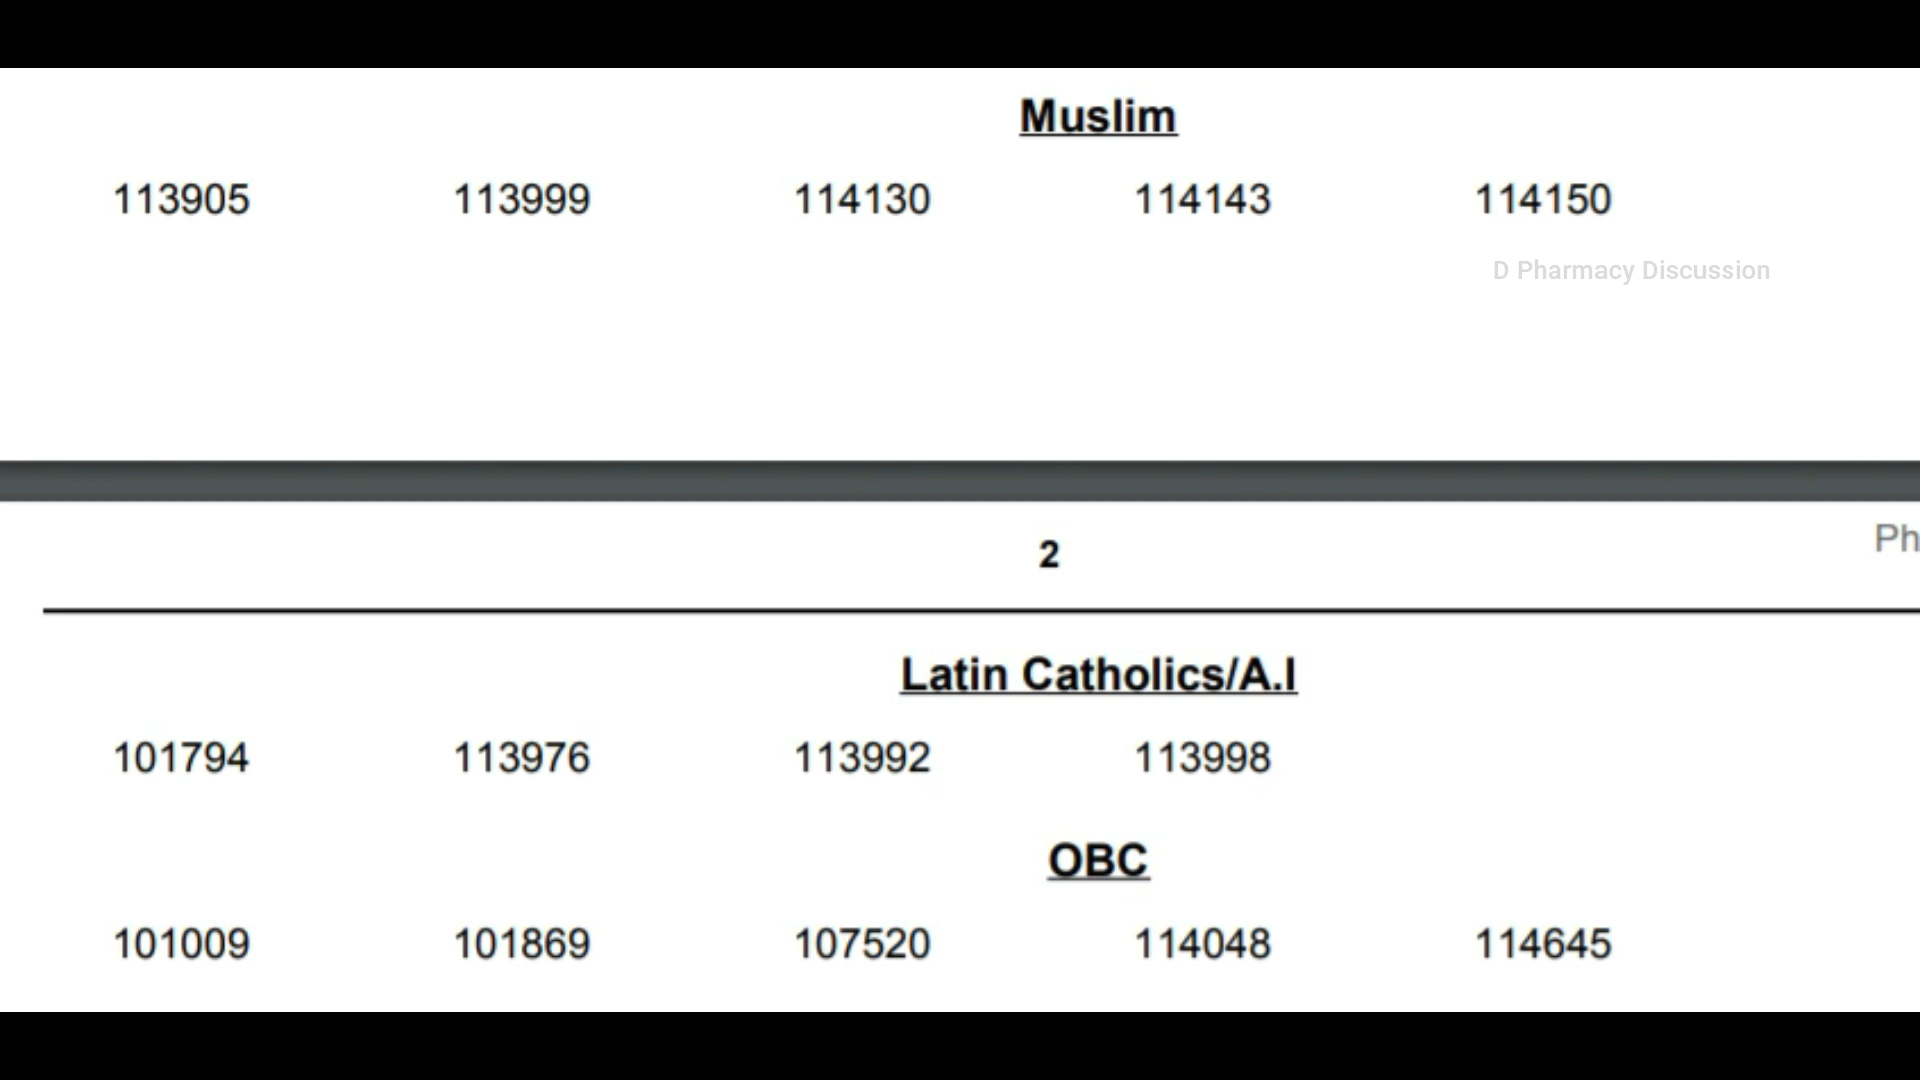 Muslim
113905 113999 114130 114143 114150
D Pharmacy Discussion
2
Ph
Latin Catholics/A.I
101794 113976 113992 113998
OBC
101009 101869 107520 114048 114645